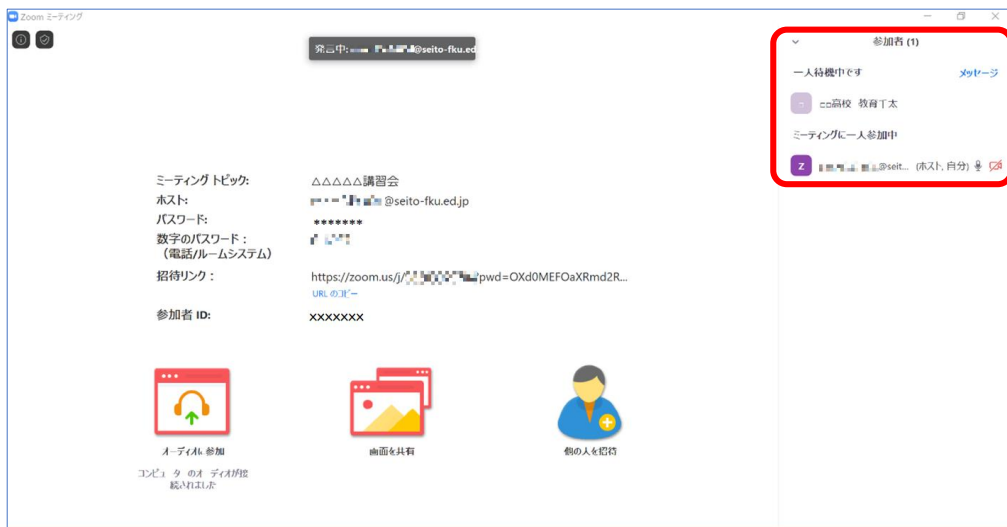 Zoom ミーティング
発言中: @seito-fku.ed
参加者 (1)
一人待機中です メッセージ
□□高校 教育丁太
ミーティングに一人参加中
Z @seit... (ホスト, 自分)
ミーティング トピック: △△△△△講習会
ホスト: @seito-fku.ed.jp
パスワード: *******
数字のパスワード：
（電話/ルームシステム）
招待リンク： https://zoom.us/j/ pwd=OXd0MEFOaXRmd2R...
URL のコピー
参加者 ID: XXXXXXX
オーディオに参加
コンピュータのオーディオが接
続されました
画面を共有
他の人を招待